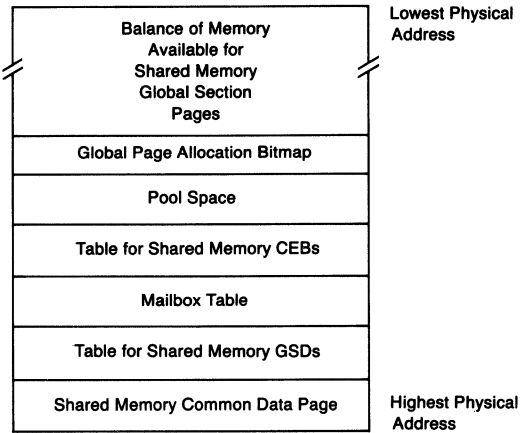 Balance of Memory
Available for
Shared Memory
Global Section
Pages
Lowest Physical
Address
Global Page Allocation Bitmap
Pool Space
Table for Shared Memory CEBs
Mailbox Table
Table for Shared Memory GSDs
Shared Memory Common Data Page
Highest Physical
Address